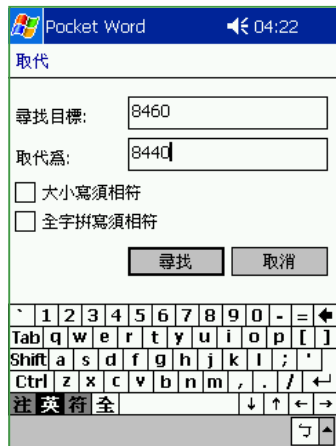 Pocket Word 04:22
取代
尋找目標: 8460
取代為: 8440
大小寫須相符
全字拼寫須相符
尋找 取消
` 1 2 3 4 5 6 7 8 9 0 - =
Tab q w e r t y u i o p [ ]
Shift a s d f g h j k l ; '
Ctrl z x c v b n m , . /
注 英 符 全
ㄅ